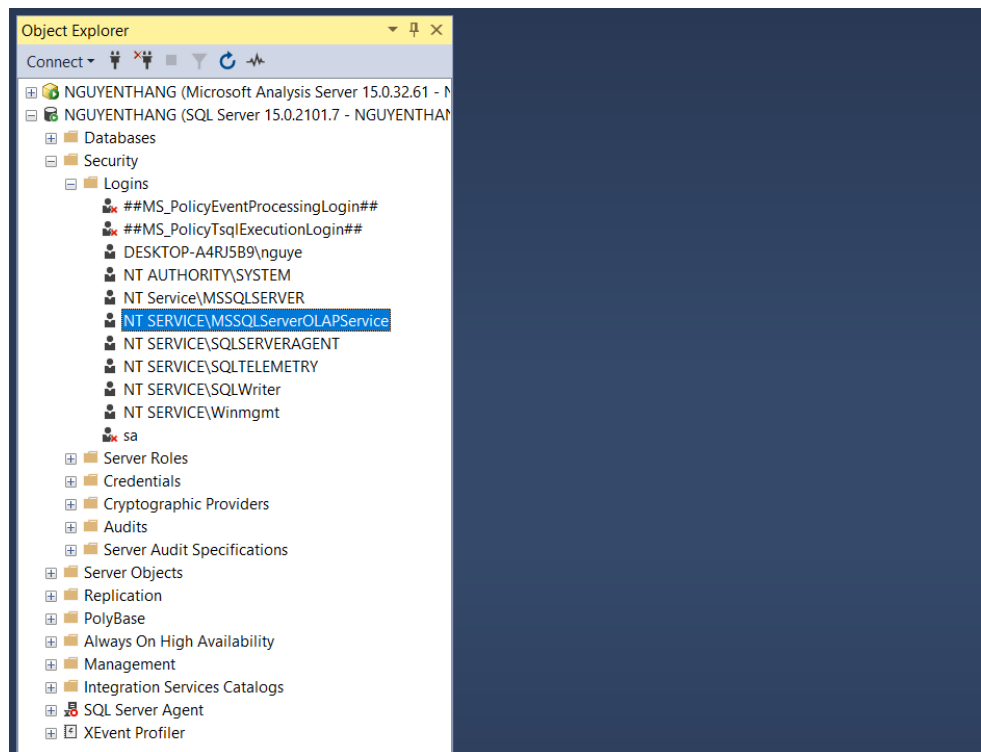 Object Explorer
Connect
NGUYENTHANG (Microsoft Analysis Server 15.0.32.61 -
NGUYENTHANG (SQL Server 15.0.2101.7 -
Databases
Security
Logins
##MS_PolicyEventProcessingLogin##
##MS_PolicyTsqlExecutionLogin##
DESKTOP-A4RJ5B9\nguye
NT AUTHORITY\SYSTEM
NT Service\MSSQLSERVER
NT SERVICE\MSSQLServerOLAPService
NT SERVICE\SQLSERVERAGENT
NT SERVICE\SQLTELEMETRY
NT SERVICE\SQLWriter
NT SERVICE\Winmgmt
sa
Server Roles
Credentials
Cryptographic Providers
Audits
Server Audit Specifications
Server Objects
Replication
PolyBase
Always On High Availability
Management
Integration Services Catalogs
SQL Server Agent
XEvent Profiler